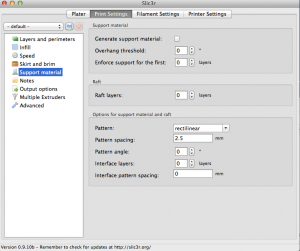 Slic3r
Plater Print Settings Filament Settings Printer Settings
- default -
Layers and perimeters
Infill
Speed
Skirt and brim
Support material
Notes
Output options
Multiple Extruders
Advanced
Support material
Generate support material:
Overhang threshold: 0 °
Enforce support for the first: 0 layers
Raft
Raft layers: 0 layers
Options for support material and raft
Pattern: rectilinear
Pattern spacing: 2.5 mm
Pattern angle: 0 °
Interface layers: 0 layers
Interface pattern spacing: 0 mm
Version 0.9.10b - Remember to check for updates at http://slic3r.org/